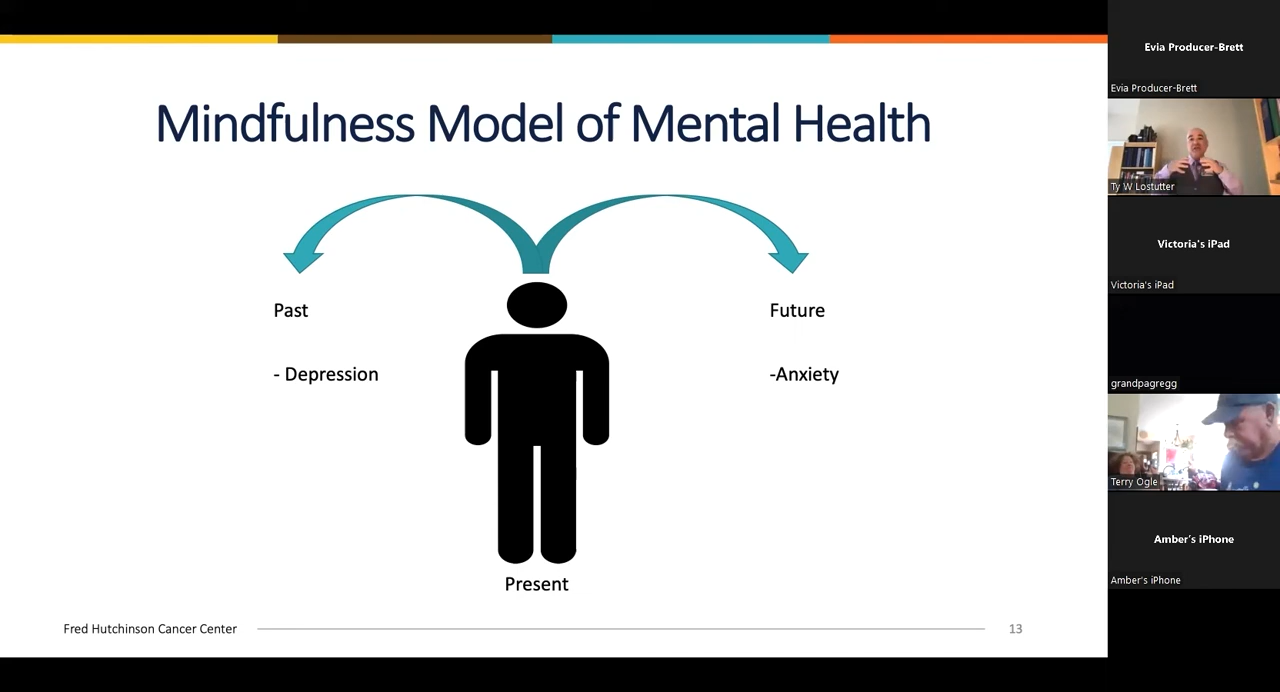 Mindfulness Model of Mental Health
Past
Future
- Depression
-Anxiety
Present
Fred Hutchinson Cancer Center
13
Evia Producer-Brett
Evia Producer-Brett
Ty W Lostutter
Victoria's iPad
Victoria's iPad
grandpagregg
Terry Ogle
Amber's iPhone
Amber's iPhone